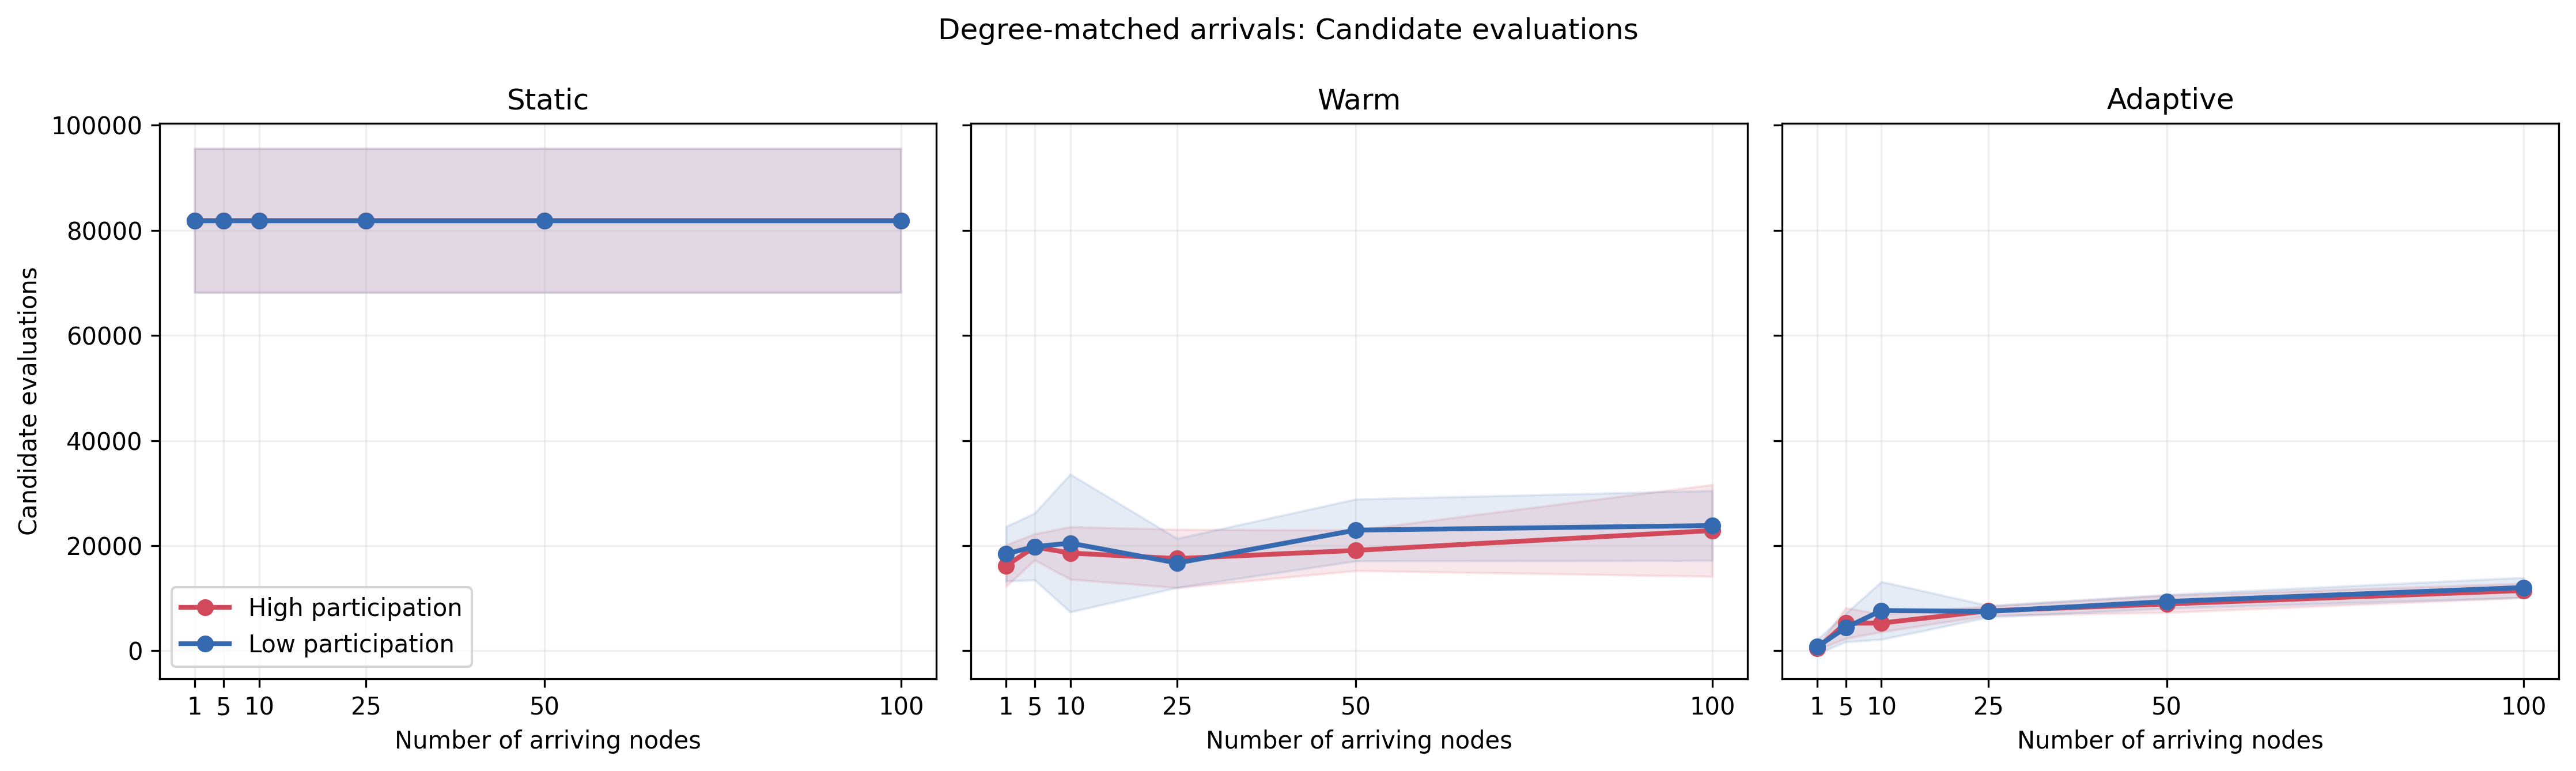 Degree-matched arrivals: Candidate evaluations
Static
Candidate evaluations
100000
80000
60000
40000
20000
0
High participation
Low participation
1 5 10 25 50 100
Number of arriving nodes
Warm
1 5 10 25 50 100
Number of arriving nodes
Adaptive
1 5 10 25 50 100
Number of arriving nodes